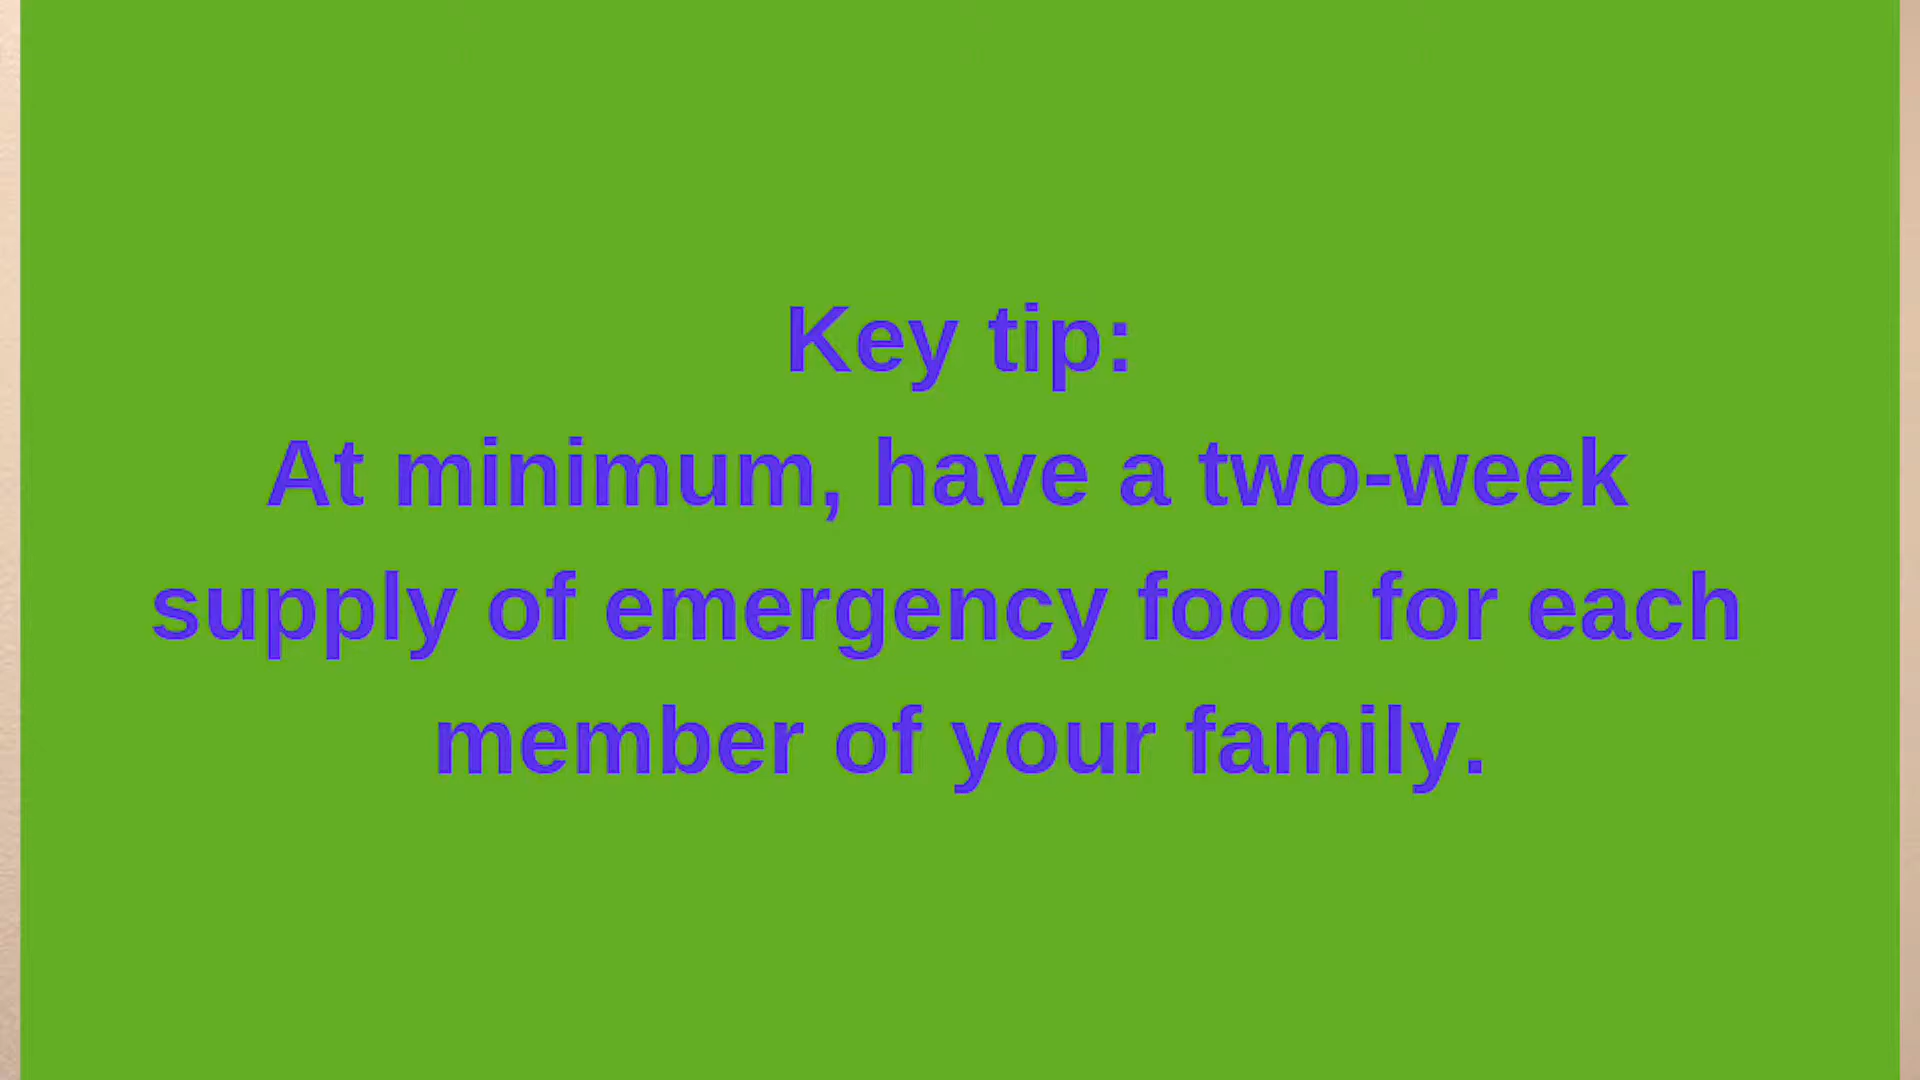 Key tip:
At minimum, have a two-week
supply of emergency food for each
member of your family.